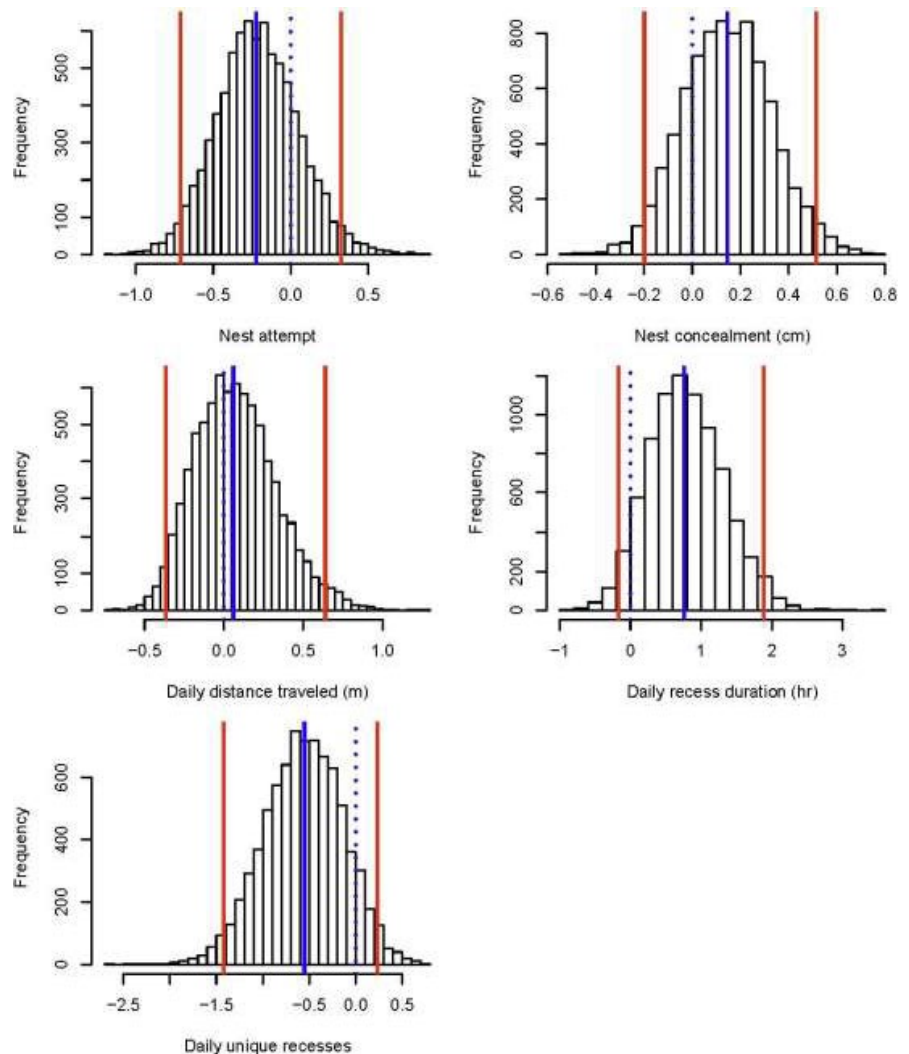 Frequency
500
300
100
0
−1.0 −0.5 0.0 0.5
Nest attempt
Frequency
800
600
400
200
0
−0.6 −0.4 −0.2 0.0 0.2 0.4 0.6 0.8
Nest concealment (cm)
Frequency
500
300
100
0
−0.5 0.0 0.5 1.0
Daily distance traveled (m)
Frequency
1000
600
200
0
−1 0 1 2 3
Daily recess duration (hr)
Frequency
600
400
200
0
−2.5 −1.5 −0.5 0.0 0.5
Daily unique recesses